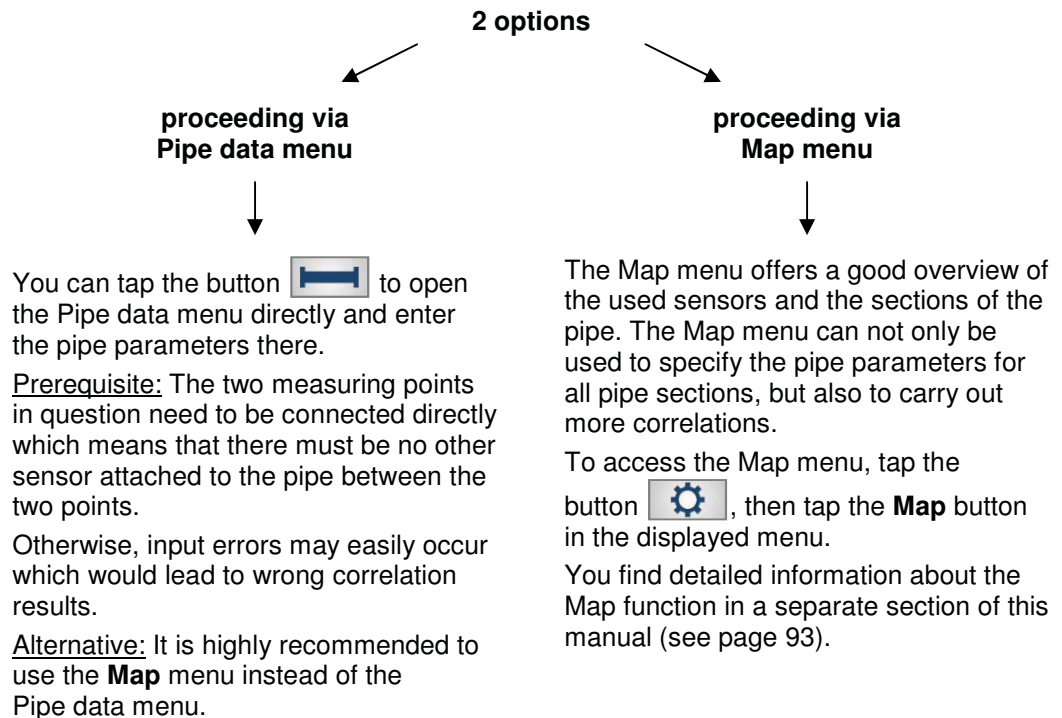 2 options
proceeding via
Pipe data menu
You can tap the button to open
the Pipe data menu directly and enter
the pipe parameters there.
Prerequisite: The two measuring points
in question need to be connected directly
which means that there must be no other
sensor attached to the pipe between the
two points.
Otherwise, input errors may easily occur
which would lead to wrong correlation
results.
Alternative: It is highly recommended to
use the Map menu instead of the
Pipe data menu.
proceeding via
Map menu
The Map menu offers a good overview of
the used sensors and the sections of the
pipe. The Map menu can not only be
used to specify the pipe parameters for
all pipe sections, but also to carry out
more correlations.
To access the Map menu, tap the
button , then tap the Map button
in the displayed menu.
You find detailed information about the
Map function in a separate section of this
manual (see page 93).